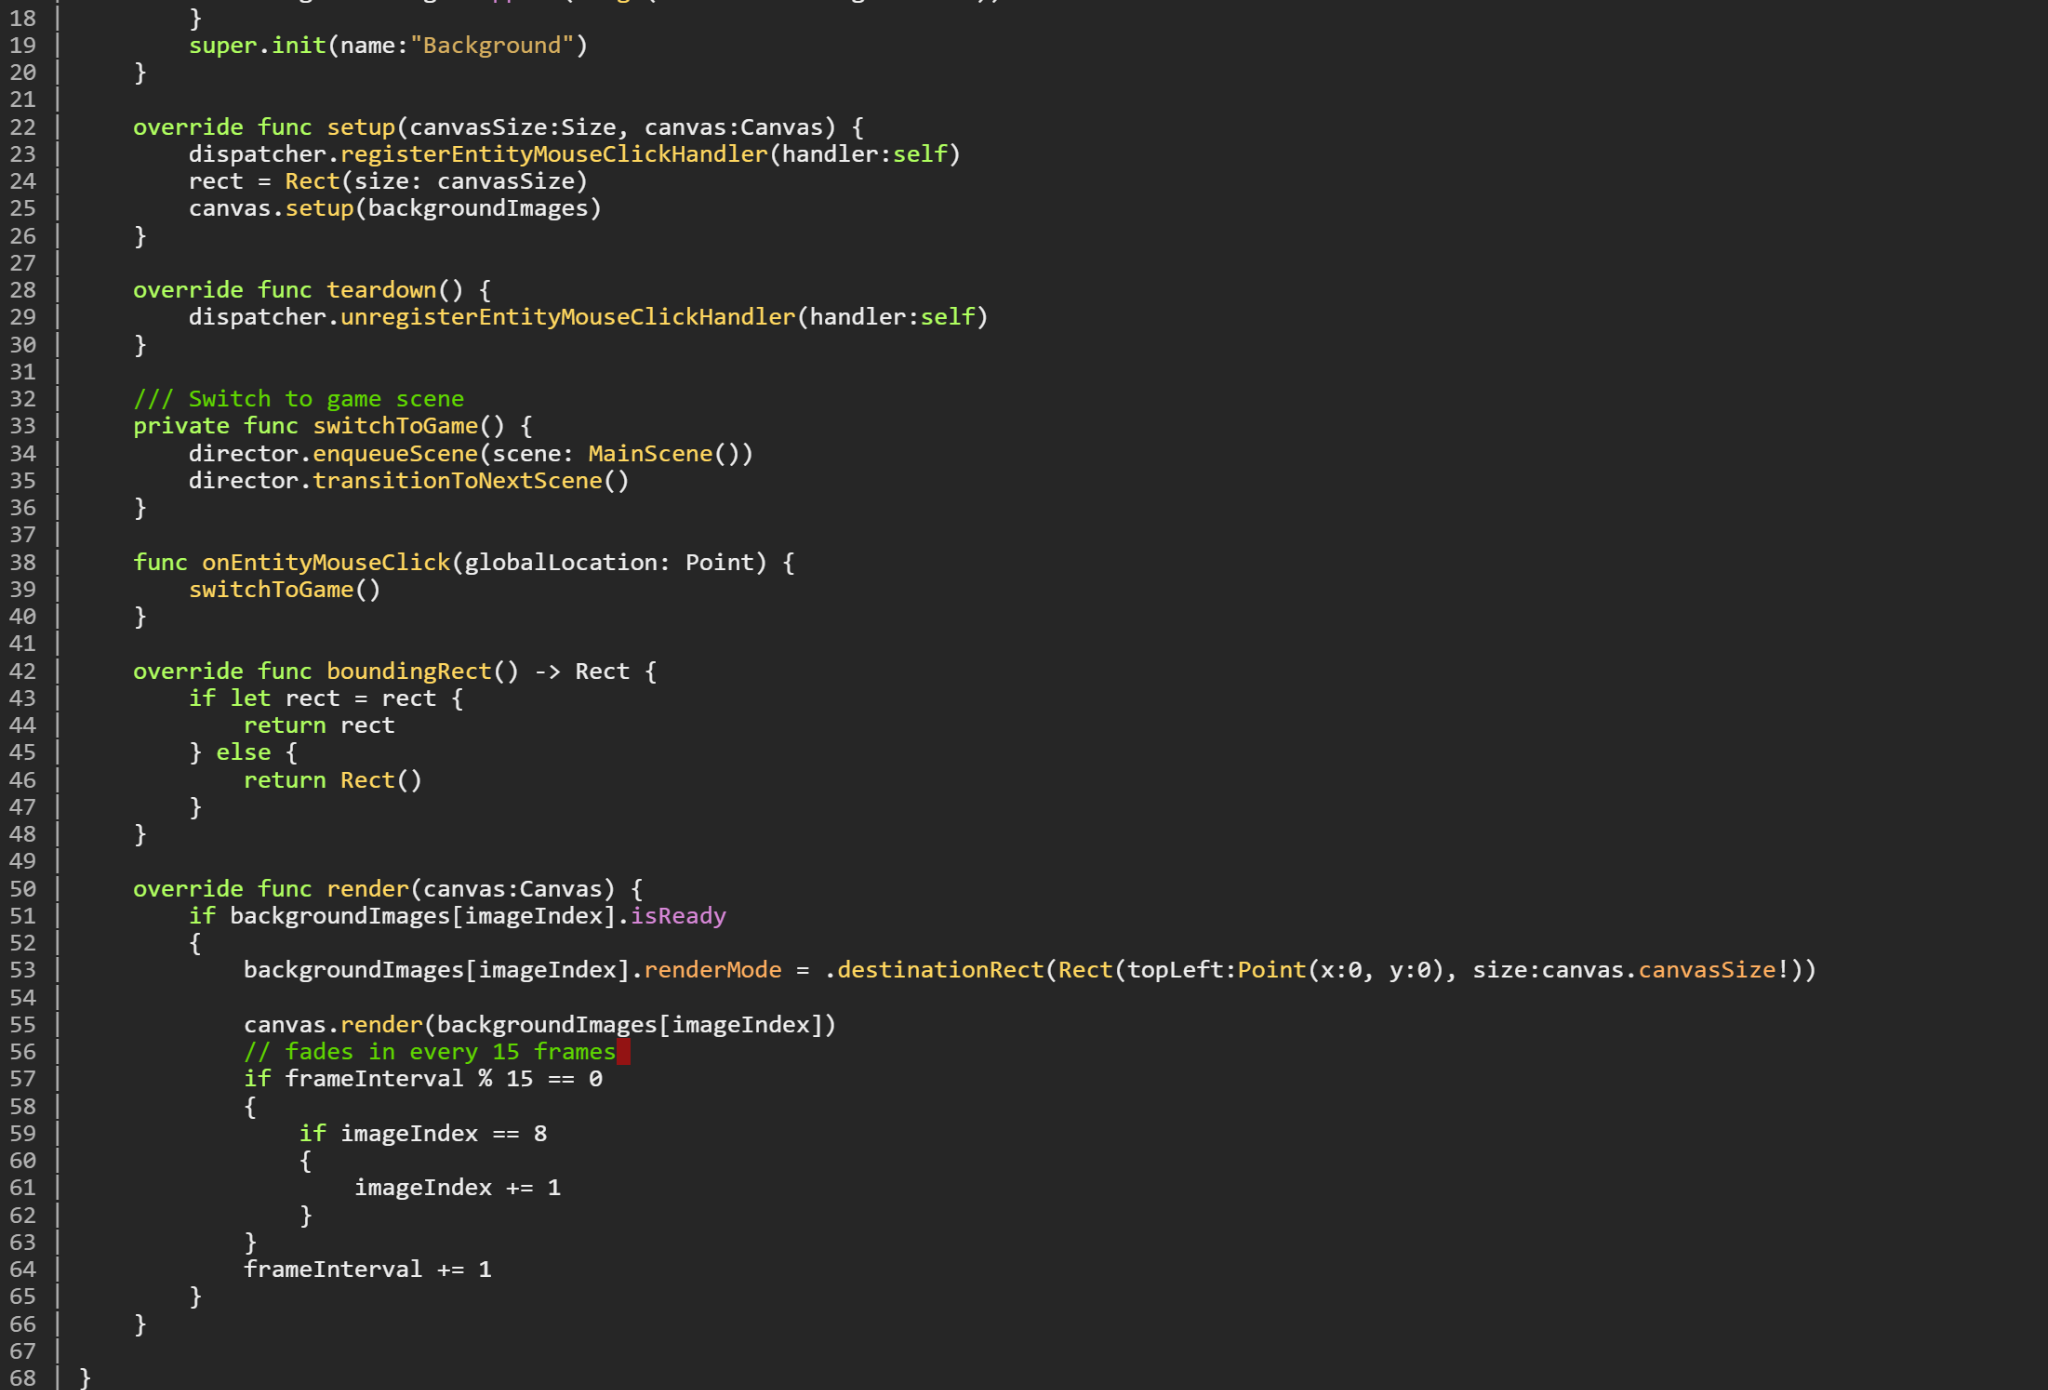 18 | }
19 | super.init(name:"Background")
20 | }
21 |
22 | override func setup(canvasSize:Size, canvas:Canvas) {
23 | dispatcher.registerEntityMouseClickHandler(handler:self)
24 | rect = Rect(size: canvasSize)
25 | canvas.setup(backgroundImages)
26 | }
27 |
28 | override func teardown() {
29 | dispatcher.unregisterEntityMouseClickHandler(handler:self)
30 | }
31 |
32 | /// Switch to game scene
33 | private func switchToGame() {
34 | director.enqueueScene(scene: MainScene())
35 | director.transitionToNextScene()
36 | }
37 |
38 | func onEntityMouseClick(globalLocation: Point) {
39 | switchToGame()
40 | }
41 |
42 | override func boundingRect() -> Rect {
43 | if let rect = rect {
44 | return rect
45 | } else {
46 | return Rect()
47 | }
48 | }
49 |
50 | override func render(canvas:Canvas) {
51 | if backgroundImages[imageIndex].isReady
52 | {
53 | backgroundImages[imageIndex].renderMode = .destinationRect(Rect(topLeft:Point(x:0, y:0), size:canvas.canvasSize!))
54 |
55 | canvas.render(backgroundImages[imageIndex])
56 | // fades in every 15 frames
57 | if frameInterval % 15 == 0
58 | {
59 | if imageIndex == 8
60 | {
61 | imageIndex += 1
62 | }
63 | }
64 | frameInterval += 1
65 | }
66 | }
67 |
68 | }